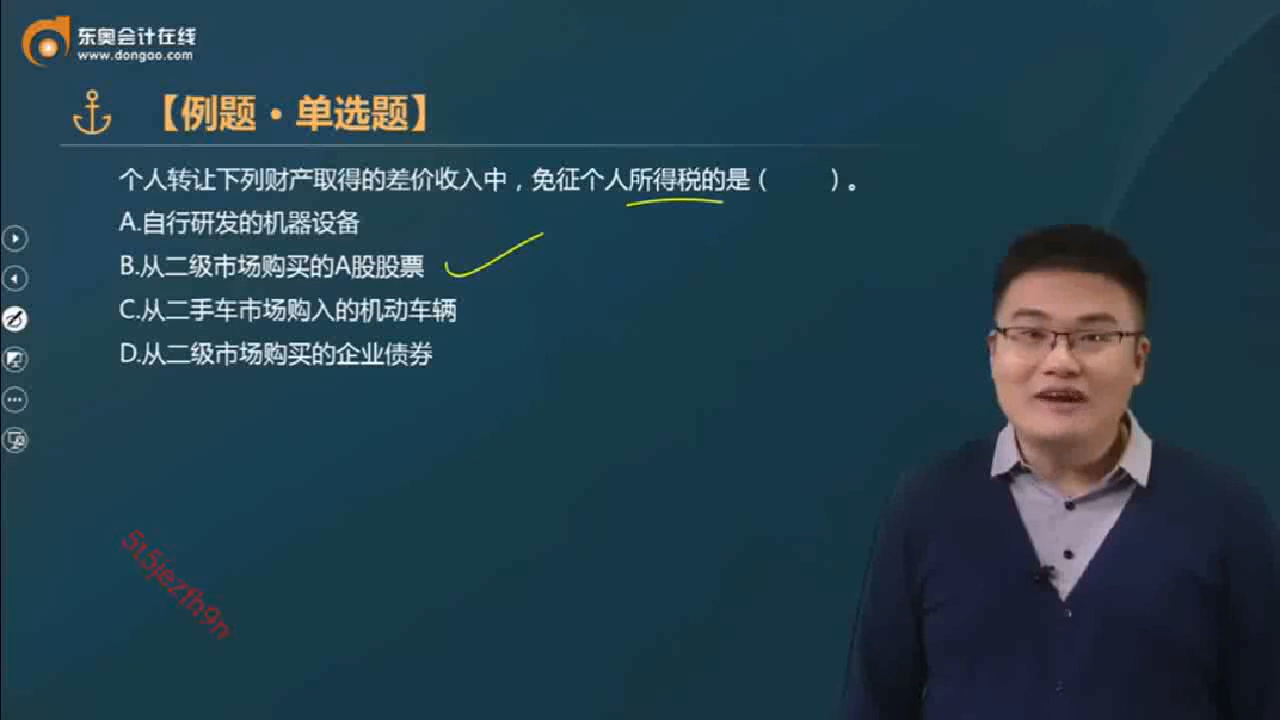 东奥会计在线
www.dongao.com
【例题·单选题】
个人转让下列财产取得的差价收入中，免征个人所得税的是（　　）。
A.自行研发的机器设备
B.从二级市场购买的A股股票
C.从二手车市场购入的机动车辆
D.从二级市场购买的企业债券
5t5jezfh9n